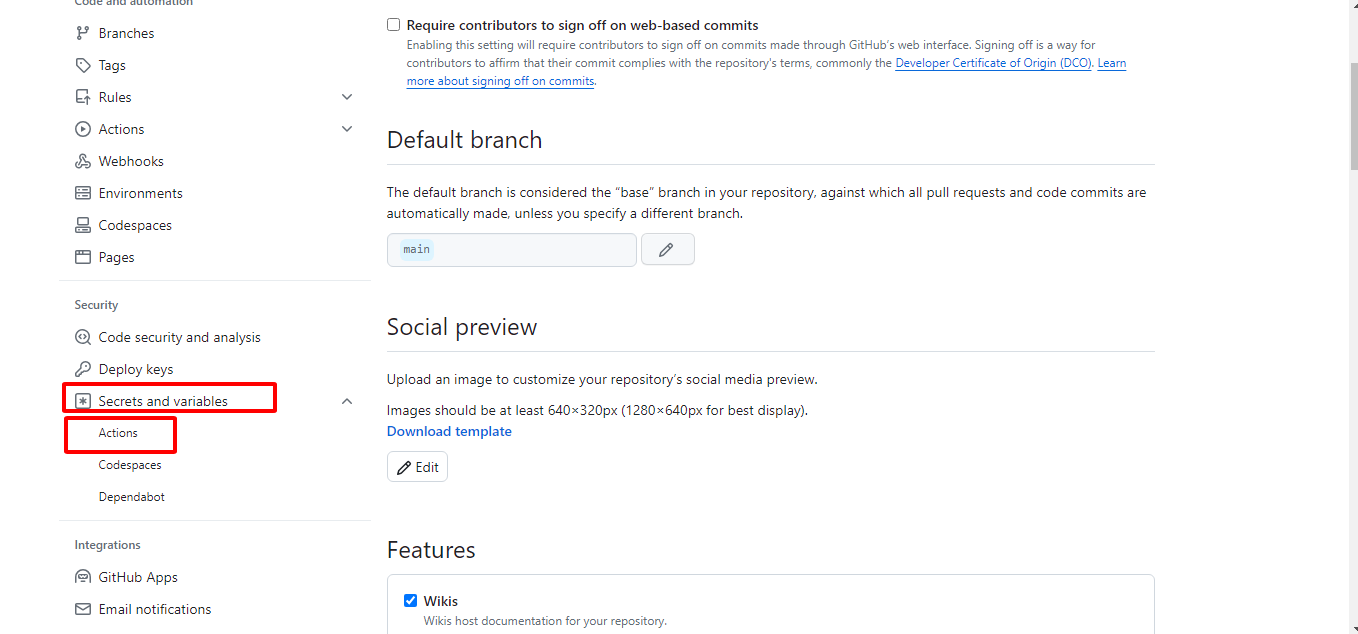 Code and automation
Branches
Tags
Rules
Actions
Webhooks
Environments
Codespaces
Pages
Security
Code security and analysis
Deploy keys
Secrets and variables
Actions
Codespaces
Dependabot
Integrations
GitHub Apps
Email notifications
Require contributors to sign off on web-based commits
Enabling this setting will require contributors to sign off on commits made through GitHub's web interface. Signing off is a way for
contributors to affirm that their commit complies with the repository's terms, commonly the Developer Certificate of Origin (DCO). Learn
more about signing off on commits.
Default branch
The default branch is considered the “base” branch in your repository, against which all pull requests and code commits are
automatically made, unless you specify a different branch.
main
Social preview
Upload an image to customize your repository's social media preview.
Images should be at least 640×320px (1280×640px for best display).
Download template
Edit
Features
Wikis
Wikis host documentation for your repository.